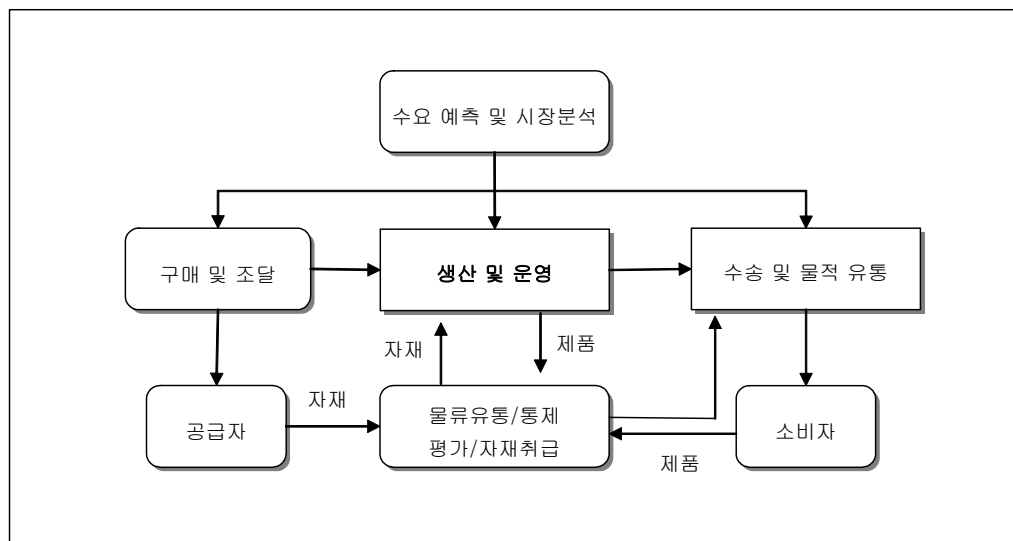 수요 예측 및 시장분석
구매 및 조달
생산 및 운영
수송 및 물적 유통
자재
제품
공급자
자재
물류유통/통제
평가/자재취급
제품
소비자